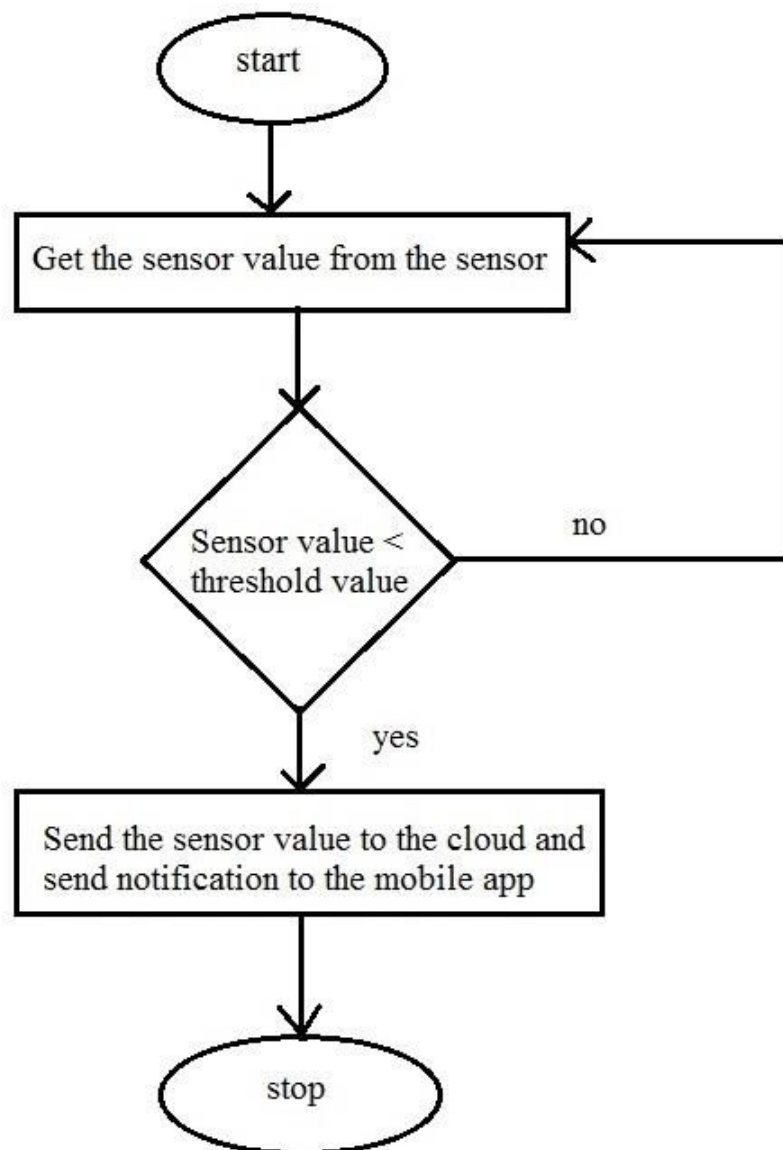 start
Get the sensor value from the sensor
Sensor value <
threshold value
no
yes
Send the sensor value to the cloud and
send notification to the mobile app
stop